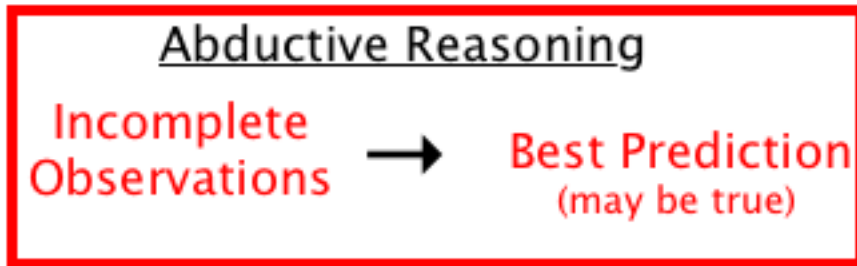 Abductive Reasoning
Incomplete
Observations
Best Prediction
(may be true)